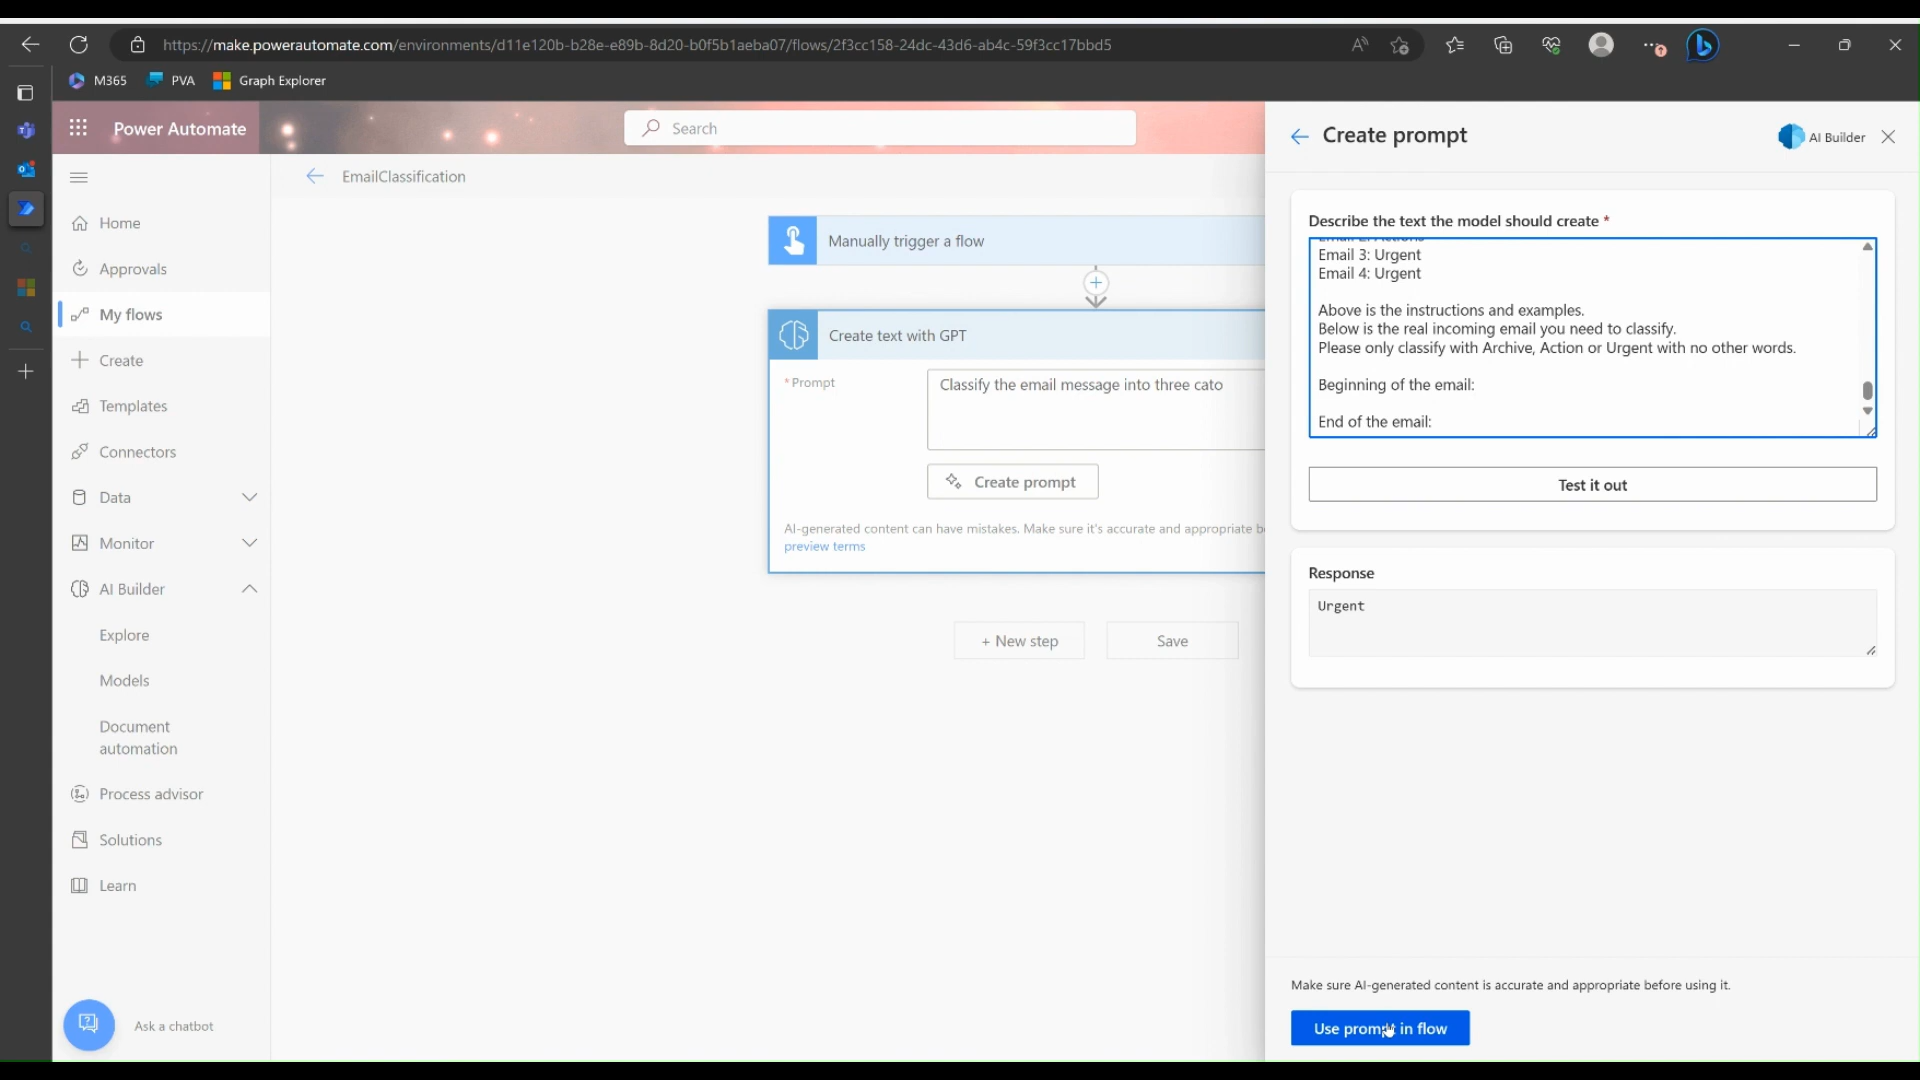 https://make.powerautomate.com/environments/d11e120b-b28e-e89b-8d20-b0f5b1aeba07/flows/2f3cc158-24dc-43d6-ab4c-59f3cc17bbd5
M365
PVA
Graph Explorer
Power Automate
Search
EmailClassification
Home
Approvals
My flows
Create
Templates
Connectors
Data
Monitor
AI Builder
Explore
Models
Document
automation
Process advisor
Solutions
Learn
Ask a chatbot
Manually trigger a flow
Create text with GPT
* Prompt
Classify the email message into three cato
Create prompt
AI-generated content can have mistakes. Make sure it's accurate and appropriate
preview terms
+ New step
Save
Create prompt
AI Builder
Describe the text the model should create *
Email 2: Actions
Email 3: Urgent
Email 4: Urgent
Above is the instructions and examples.
Below is the real incoming email you need to classify.
Please only classify with Archive, Action or Urgent with no other words.
Beginning of the email:
End of the email:
Test it out
Response
Urgent
Make sure AI-generated content is accurate and appropriate before using it.
Use prompt in flow